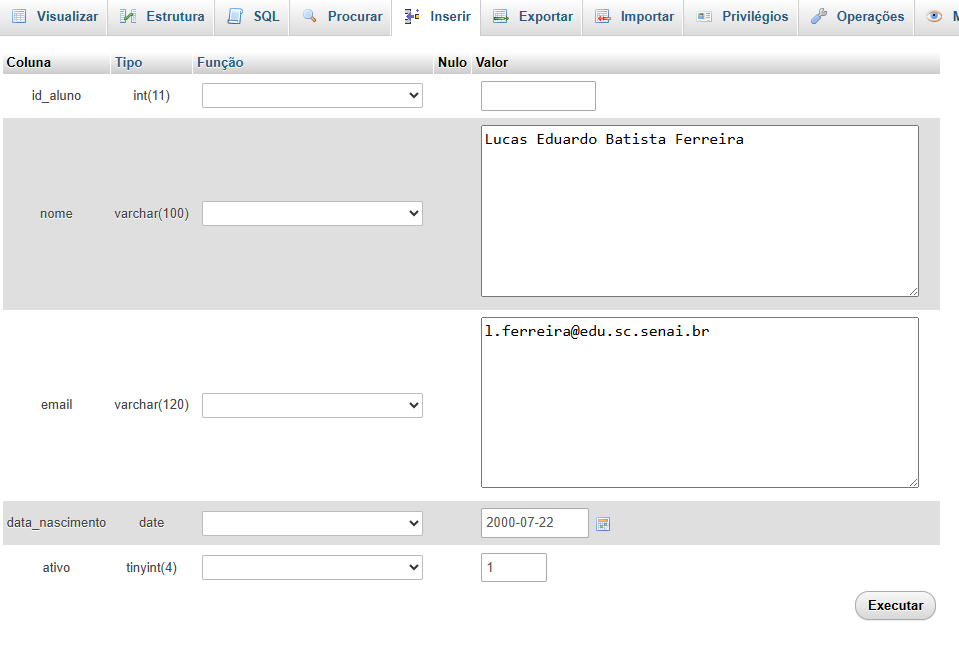 Visualizar Estrutura SQL Procurar Inserir Exportar Importar Privilégios Operações
Coluna Tipo Função Nulo Valor
id_aluno int(11)
nome varchar(100) Lucas Eduardo Batista Ferreira
email varchar(120) l.ferreira@edu.sc.senai.br
data_nascimento date 2000-07-22
ativo tinyint(4) 1
Executar